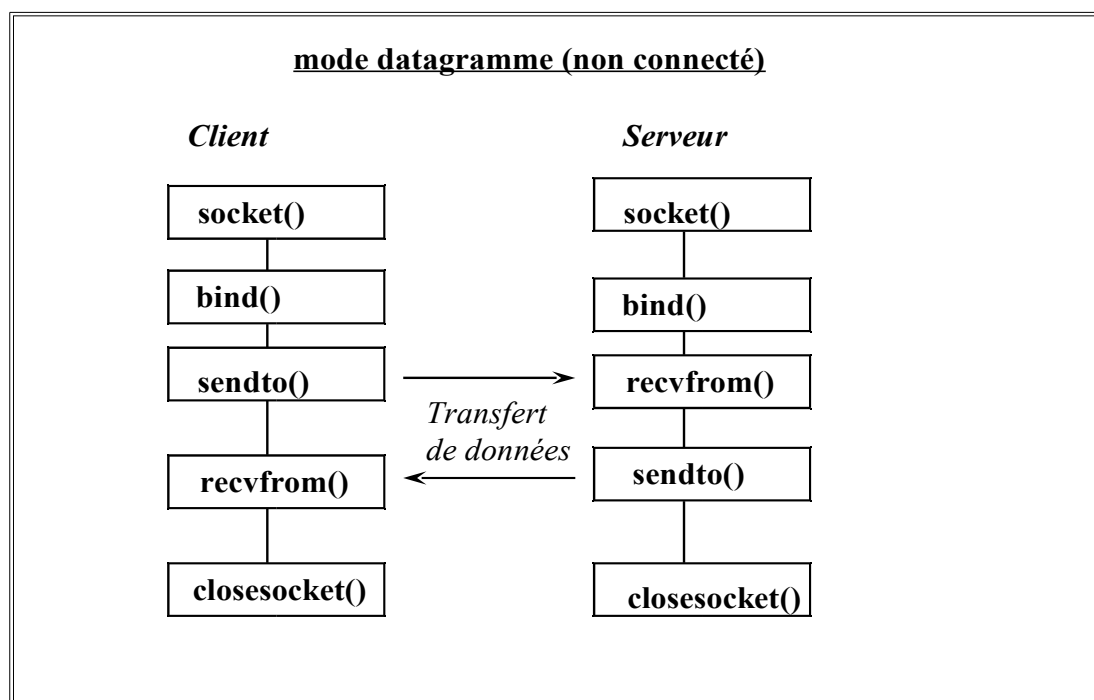 mode datagramme (non connecté)
Client
Serveur
socket()
socket()
bind()
bind()
sendto()
recvfrom()
Transfert
de données
recvfrom()
sendto()
closesocket()
closesocket()